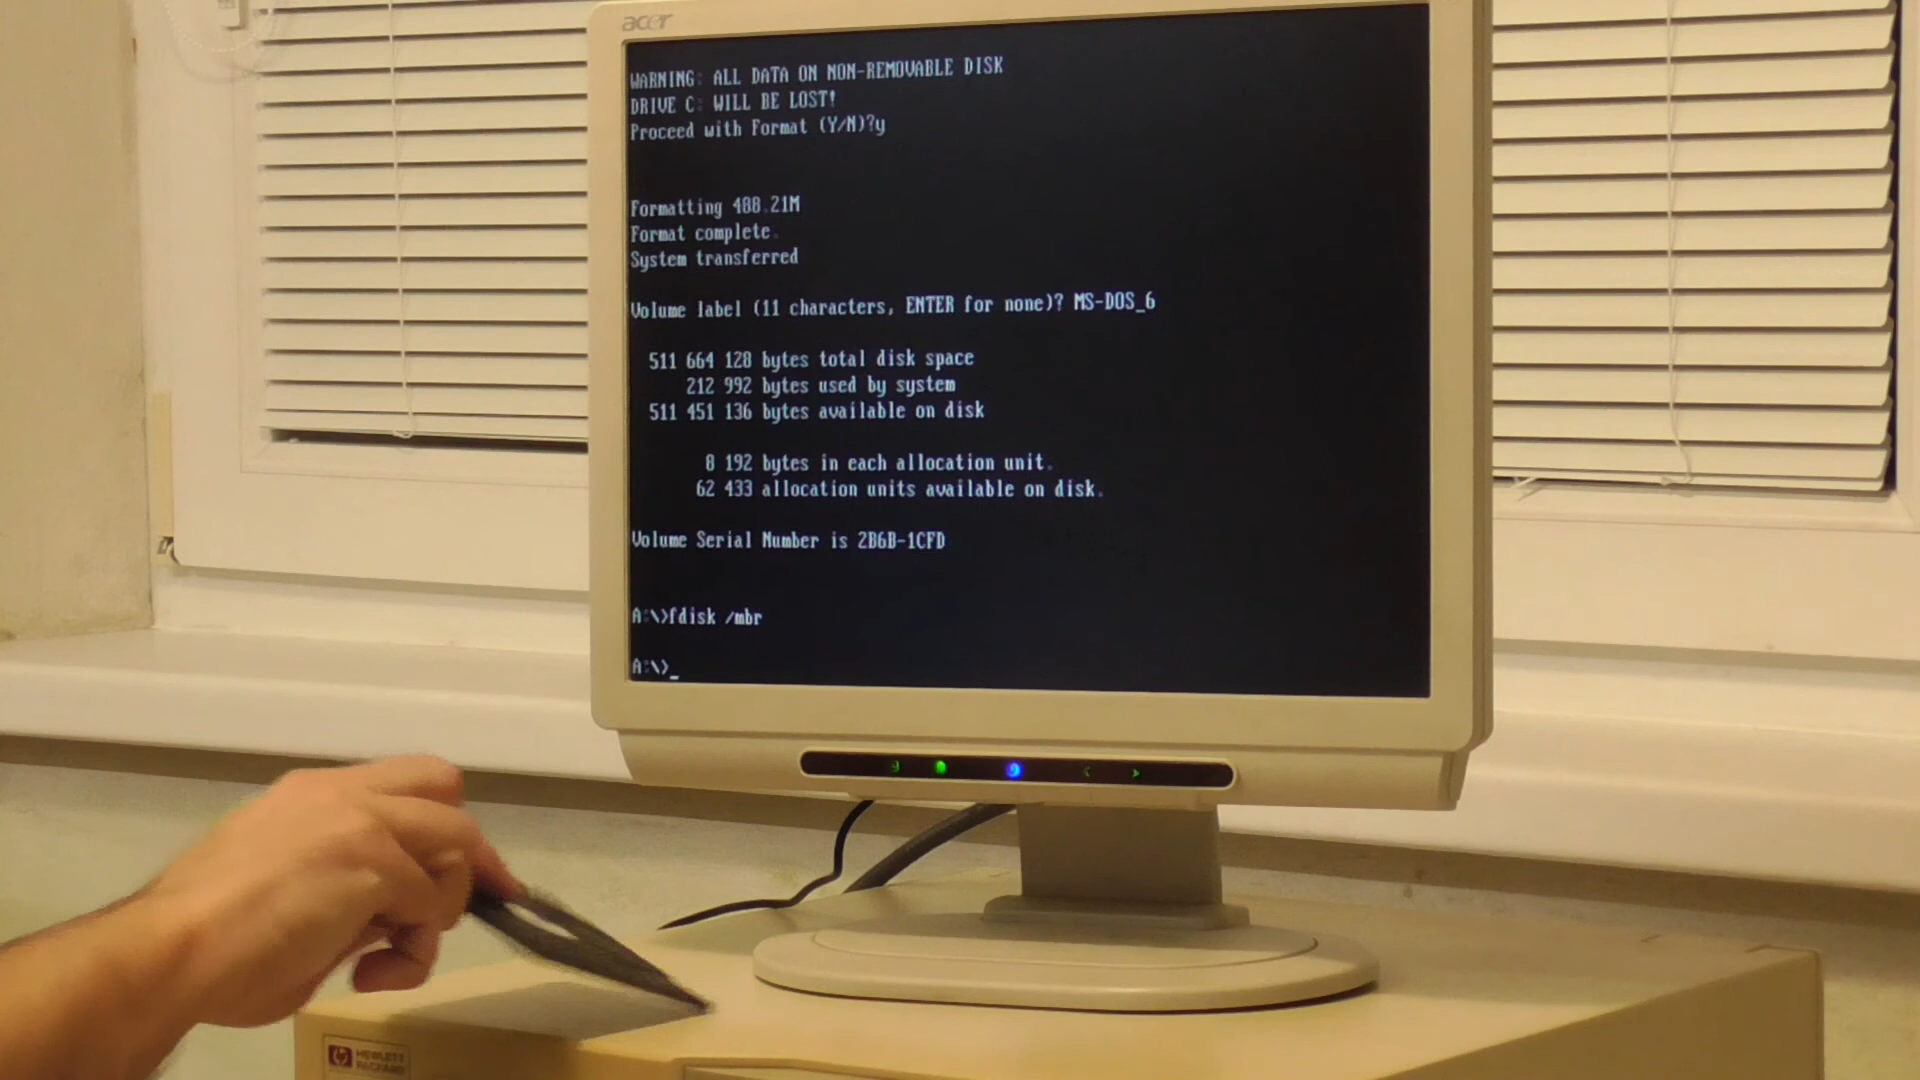 acer
WARNING: ALL DATA ON NON-REMOVABLE DISK
DRIVE C: WILL BE LOST!
Proceed with Format (Y/N)?y
Formatting 488.21M
Format complete.
System transferred
Volume label (11 characters, ENTER for none)? MS-DOS_6
511 664 128 bytes total disk space
212 992 bytes used by system
511 451 136 bytes available on disk
8 192 bytes in each allocation unit.
62 433 allocation units available on disk.
Volume Serial Number is 2B6B-1CFD
A:\>fdisk /mbr
A:\>_
hp HEWLETT
PACKARD